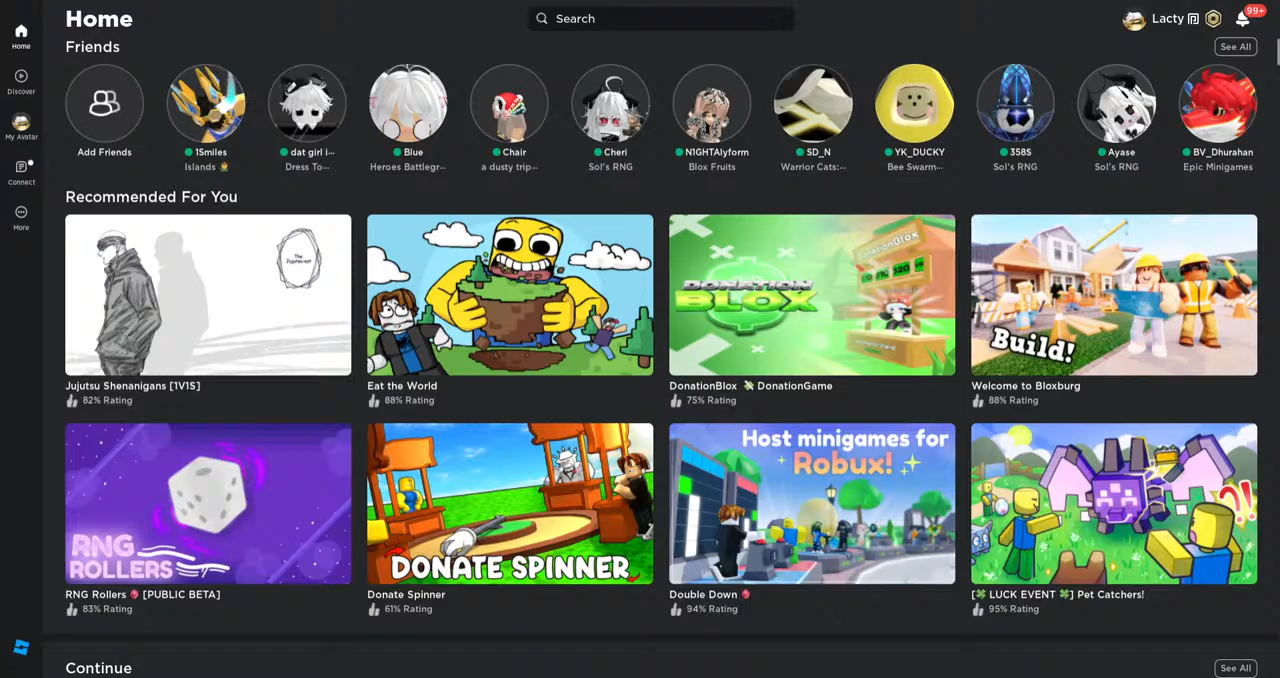 Home
Search
Lacty
99+
Home
Discover
My Avatar
Connect
More
Friends
See All
Add Friends
1Smiles
Islands
dat girl i...
Dress To...
Blue
Heroes Battlegr...
Chair
a dusty trip...
Cheri
Sol's RNG
N1GHTAlyform
Blox Fruits
SD_N
Warrior Cats:...
YK_DUCKY
Bee Swarm...
358S
Sol's RNG
Ayase
Sol's RNG
BV_Dhurahan
Epic Minigames
Recommended For You
The
DONATION
BLOX
DonationBlox
Build!
Jujutsu Shenanigans [1V1S]
82% Rating
Eat the World
88% Rating
DonationBlox 💸 DonationGame
75% Rating
Welcome to Bloxburg
88% Rating
RNG
ROLLERS
DONATE SPINNER
Host minigames for
Robux!
?!
RNG Rollers [PUBLIC BETA]
83% Rating
Donate Spinner
61% Rating
Double Down
94% Rating
[🍀 LUCK EVENT 🍀] Pet Catchers!
95% Rating
Continue
See All